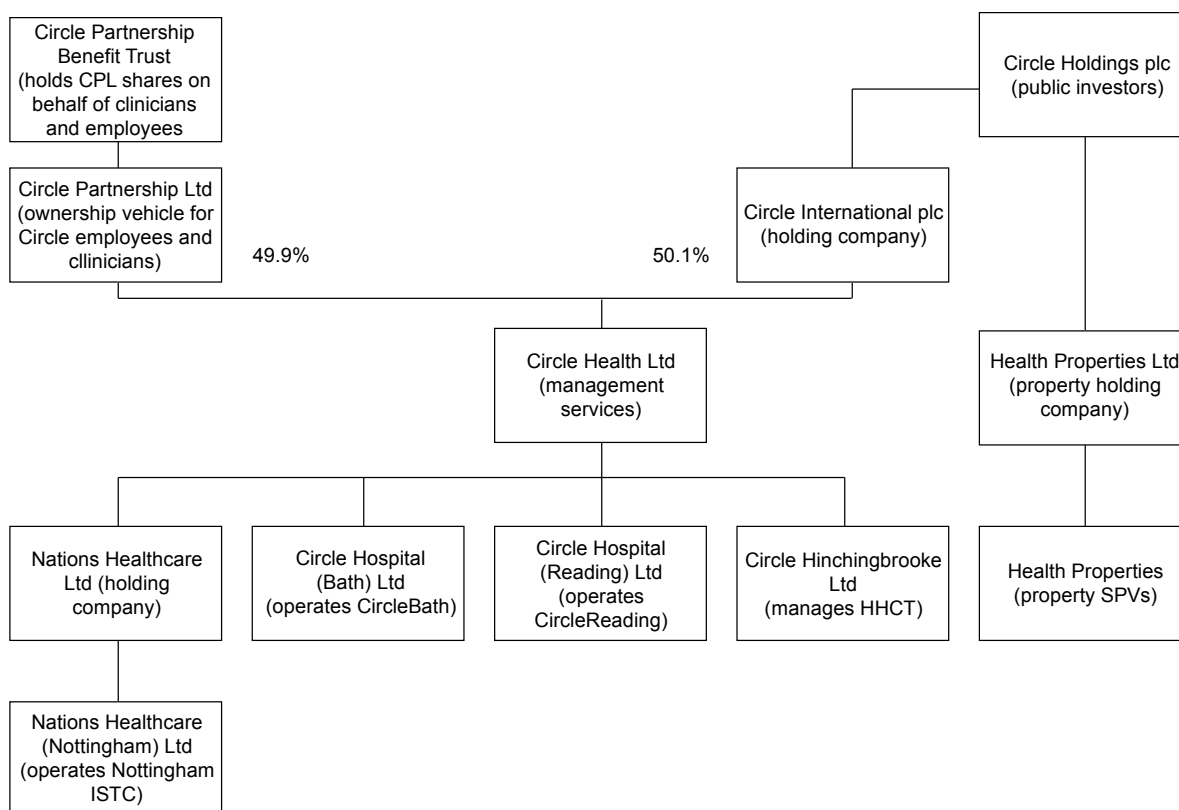 Circle Partnership
Benefit Trust
(holds CPL shares on
behalf of clinicians
and employees
Circle Holdings plc
(public investors)
Circle Partnership Ltd
(ownership vehicle for
Circle employees and
cllinicians)
49.9%
50.1%
Circle International plc
(holding company)
Circle Health Ltd
(management
services)
Health Properties Ltd
(property holding
company)
Nations Healthcare
Ltd (holding
company)
Circle Hospital
(Bath) Ltd
(operates CircleBath)
Circle Hospital
(Reading) Ltd
(operates
CircleReading)
Circle Hinchingbrooke
Ltd
(manages HHCT)
Health Properties
(property SPVs)
Nations Healthcare
(Nottingham) Ltd
(operates Nottingham
ISTC)